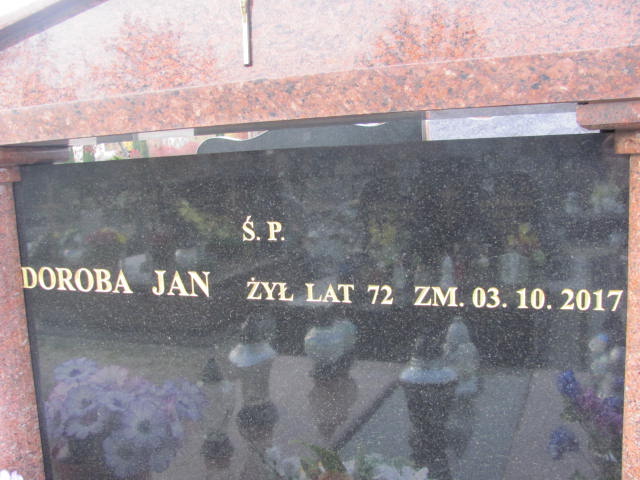 Ś. P.
DOROBA JAN ŻYŁ LAT 72 ZM. 03. 10. 2017